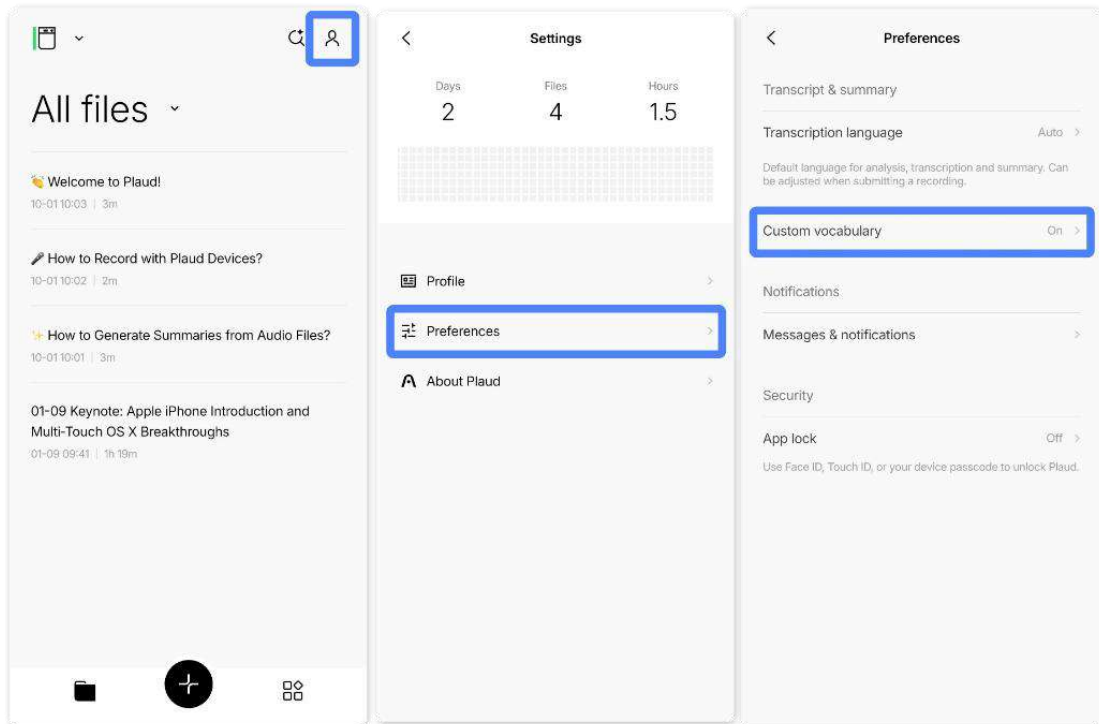 All files
👏 Welcome to Plaud!
10-01 10:03 | 3m
🎤 How to Record with Plaud Devices?
10-01 10:02 | 2m
✨ How to Generate Summaries from Audio Files?
10-01 10:01 | 3m
01-09 Keynote: Apple iPhone Introduction and
Multi-Touch OS X Breakthroughs
01-09 09:41 | 1h 19m
Settings
Days Files Hours
2 4 1.5
Profile
Preferences
About Plaud
Preferences
Transcript & summary
Transcription language Auto
Default language for analysis, transcription and summary. Can
be adjusted when submitting a recording.
Custom vocabulary On
Notifications
Messages & notifications
Security
App lock Off
Use Face ID, Touch ID, or your device passcode to unlock Plaud.